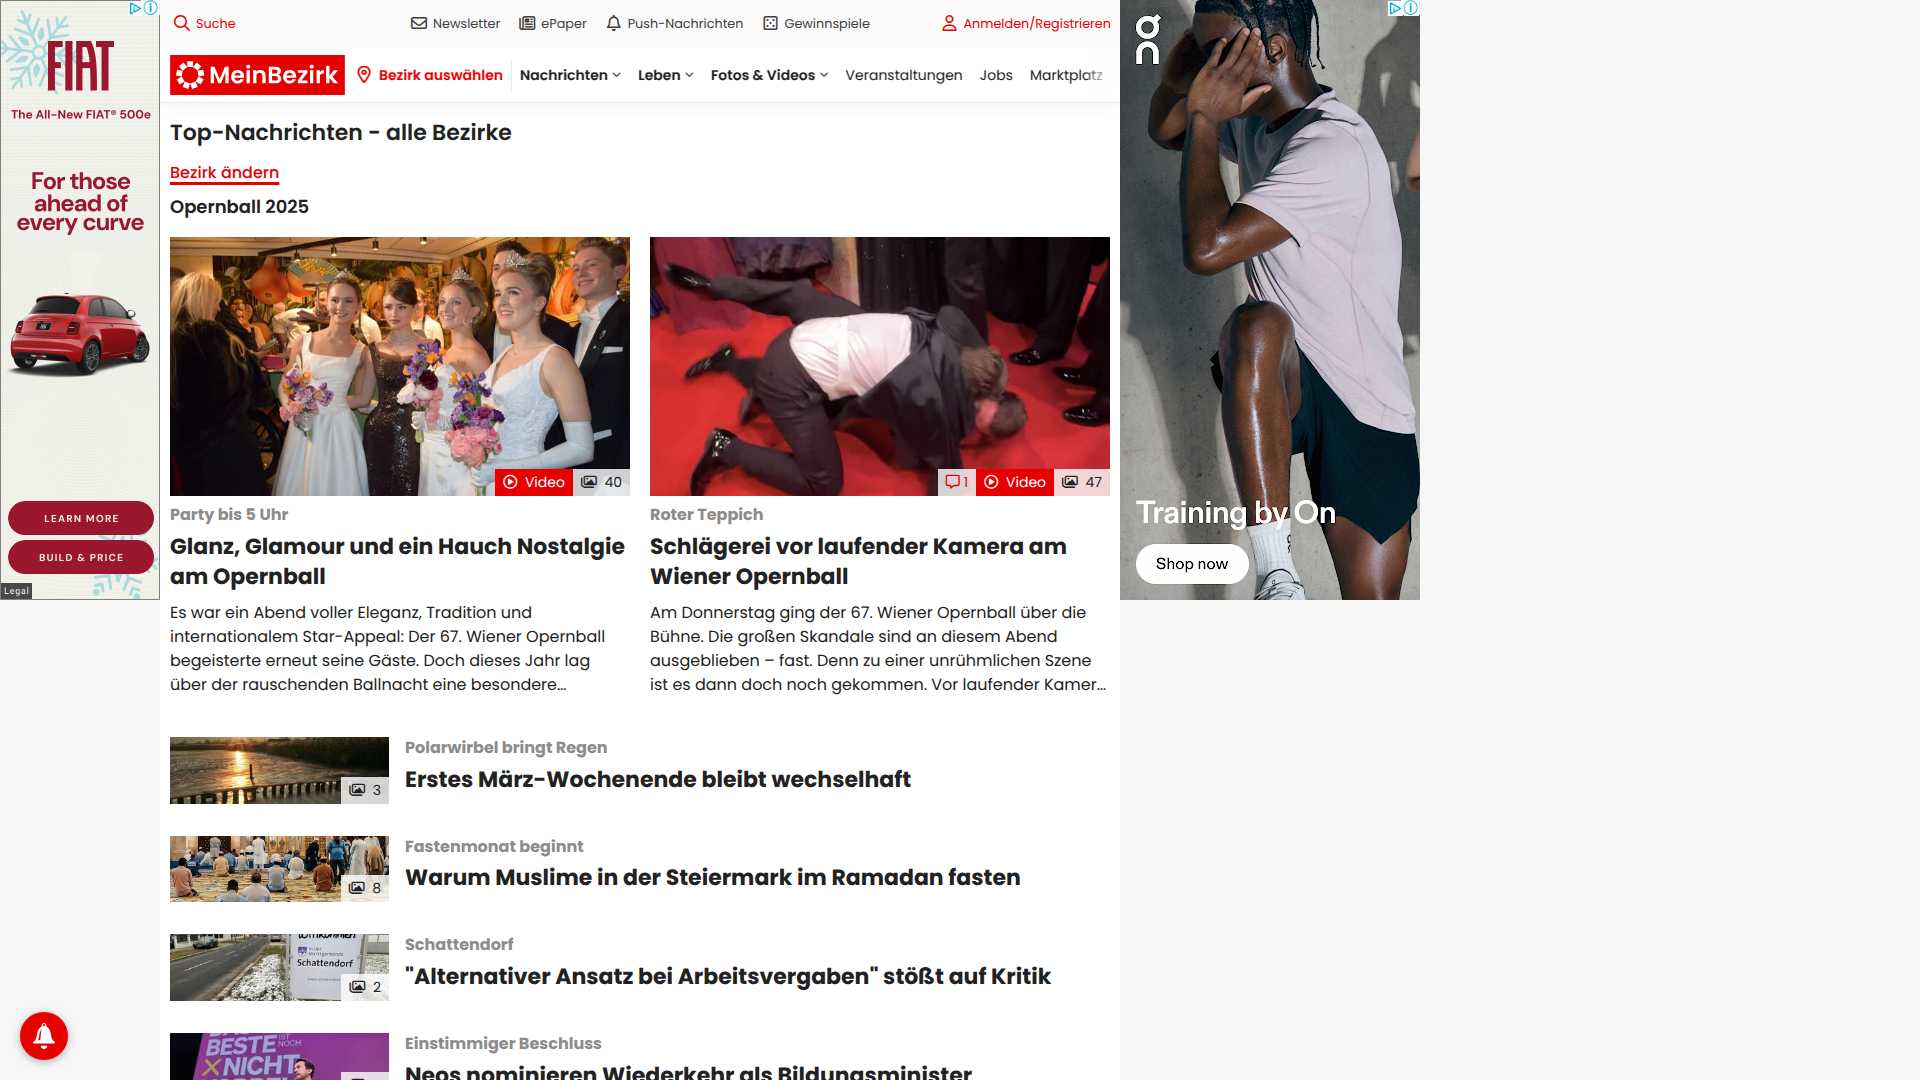 Suche
Newsletter
ePaper
Push-Nachrichten
Gewinnspiele
Anmelden/Registrieren
MeinBezirk
Bezirk auswählen
Nachrichten
Leben
Fotos & Videos
Veranstaltungen
Jobs
Marktplatz
FIAT
The All-New FIAT® 500e
For those
ahead of
every curve
LEARN MORE
BUILD & PRICE
Legal
Top-Nachrichten - alle Bezirke
Bezirk ändern
Opernball 2025
Video
40
Party bis 5 Uhr
Glanz, Glamour und ein Hauch Nostalgie
am Opernball
Es war ein Abend voller Eleganz, Tradition und
internationalem Star-Appeal: Der 67. Wiener Opernball
begeisterte erneut seine Gäste. Doch dieses Jahr lag
über der rauschenden Ballnacht eine besondere...
1
Video
47
Roter Teppich
Schlägerei vor laufender Kamera am
Wiener Opernball
Am Donnerstag ging der 67. Wiener Opernball über die
Bühne. Die großen Skandale sind an diesem Abend
ausgeblieben – fast. Denn zu einer unrühmlichen Szene
ist es dann doch noch gekommen. Vor laufender Kamer...
3
Polarwirbel bringt Regen
Erstes März-Wochenende bleibt wechselhaft
8
Fastenmonat beginnt
Warum Muslime in der Steiermark im Ramadan fasten
Schattendorf
2
Schattendorf
"Alternativer Ansatz bei Arbeitsvergaben" stößt auf Kritik
BESTE IST NOCH
NICHT
Einstimmiger Beschluss
Neos nominieren Wiederkehr als Bildungsminister
on
Training by On
Shop now